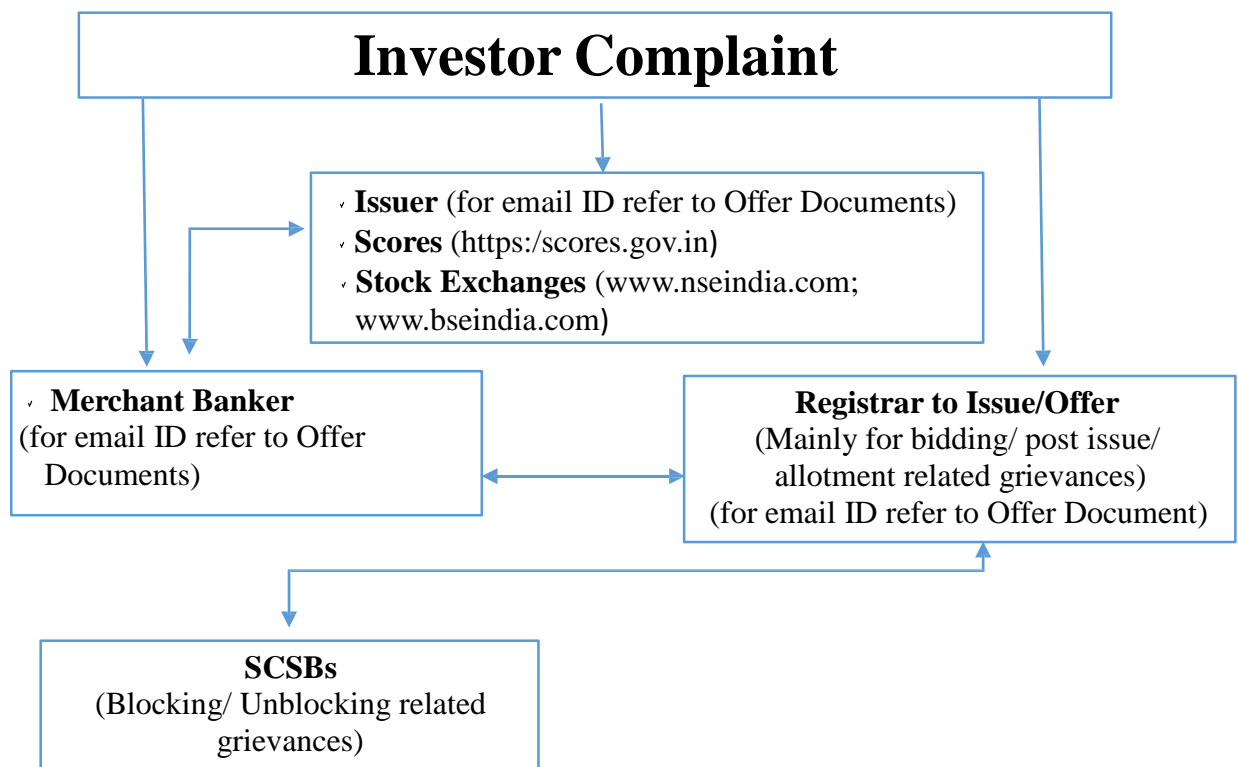 Investor Complaint
✓ Issuer (for email ID refer to Offer Documents)
✓ Scores (https:/scores.gov.in)
✓ Stock Exchanges (www.nseindia.com;
www.bseindia.com)
✓ Merchant Banker
(for email ID refer to Offer
Documents)
Registrar to Issue/Offer
(Mainly for bidding/ post issue/
allotment related grievances)
(for email ID refer to Offer Document)
SCSBs
(Blocking/ Unblocking related
grievances)